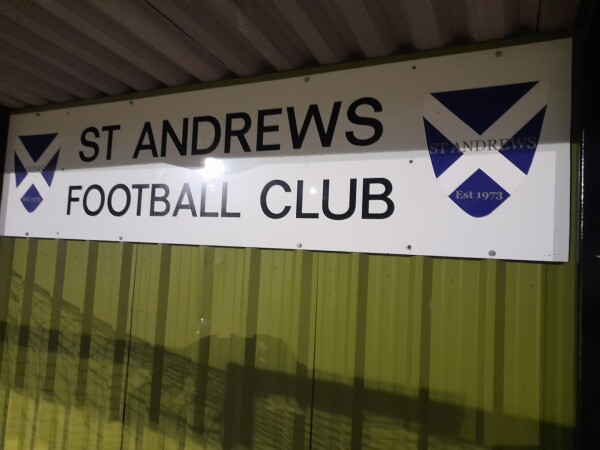 ST ANDREWS
FOOTBALL CLUB
ST ANDREWS
Est 1973